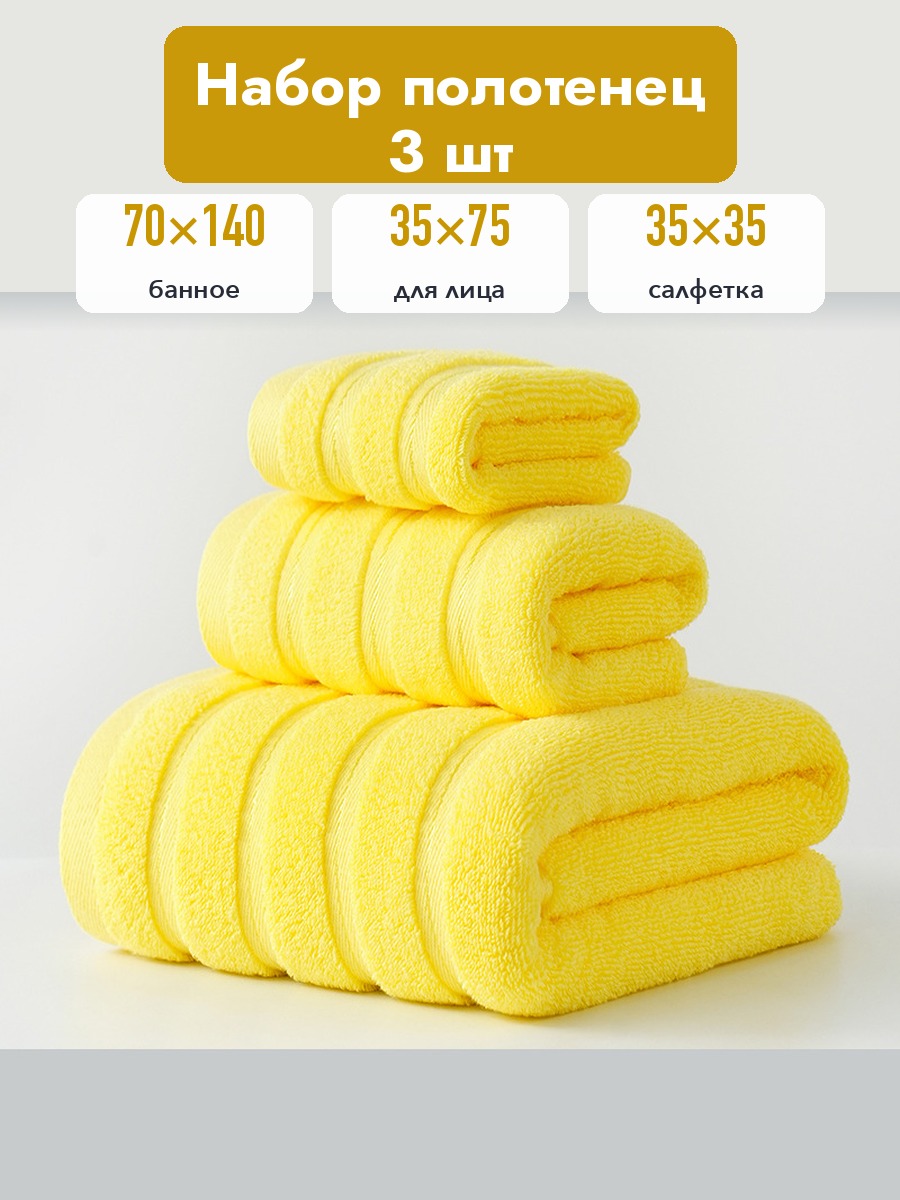 Набор полотенец
3 шт
70×140
банное
35×75
для лица
35×35
салфетка